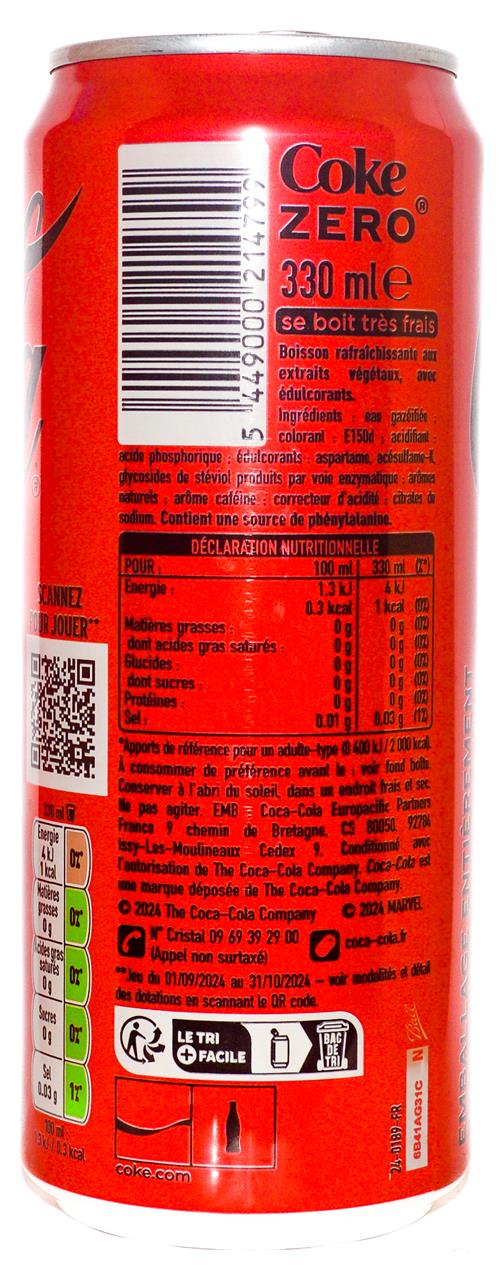 Coke
ZERO®
330 ml e
se boit très frais
Boisson rafraîchissante aux
extraits végétaux, avec
édulcorants.
Ingrédients : eau gazéifiée ;
colorant : E150d ; acidifiant :
acide phosphorique ; édulcorants : aspartame, acésulfame-K,
glycosides de stéviol produits par voie enzymatique ; arômes
naturels ; arôme caféine ; correcteur d'acidité : citrates de
sodium. Contient une source de phénylalanine.
5 449000 214799
DÉCLARATION NUTRITIONNELLE
POUR : 100 ml 330 ml (%*)
Energie : 1.3 kJ 4 kJ
0.3 kcal 1 kcal (0%)
Matières grasses : 0 g 0 g (0%)
dont acides gras saturés : 0 g 0 g (0%)
Glucides : 0 g 0 g (0%)
dont sucres : 0 g 0 g (0%)
Protéines : 0 g 0 g (0%)
Sel : 0.01 g 0.03 g (1%)
*Apports de référence pour un adulte-type (8 400 kJ / 2 000 kcal).
À consommer de préférence avant le : voir fond boîte.
Conserver à l'abri du soleil, dans un endroit frais et sec.
Ne pas agiter. EMB : Coca-Cola Europacific Partners
France 9 chemin de Bretagne, CS 80050, 92784
Issy-Les-Moulineaux Cedex 9. Conditionné avec
l'autorisation de The Coca-Cola Company. Coca-Cola est
une marque déposée de The Coca-Cola Company.
© 2024 The Coca-Cola Company © 2024 MARVEL
N° Cristal 09 69 39 29 00
(Appel non surtaxé)
coca-cola.fr
**Jeu du 01/09/2024 au 31/10/2024 - voir modalités et détail
des dotations en scannant le QR code.
LE TRI
+ FACILE
BAC
DE
TRI
coke.com
SCANNEZ
POUR JOUER**
330 ml
Energie
4 kJ
1 kcal
0%*
Matières
grasses
0 g
0%*
Acides gras
saturés
0 g
0%*
Sucres
0 g
0%*
Sel
0.03 g
1%*
100 ml :
1.3 kJ / 0.3 kcal
24-0189-FR
6B41AG31C N
EMBALLAGE ENTIÈREMENT